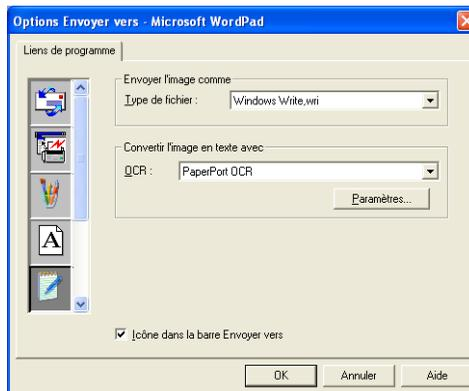 Options Envoyer vers - Microsoft WordPad
Liens de programme
Envoyer l'image comme
Type de fichier :
Windows Write,wri
Convertir l'image en texte avec
OCR :
PaperPort OCR
Paramètres...
A
Icône dans la barre Envoyer vers
OK
Annuler
Aide